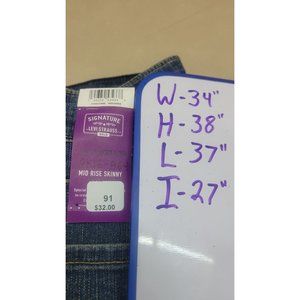 SIGNATURE
LEVI STRAUSS
MID RISE SKINNY
91
$32.00
W-34"
H-38"
L-37"
I-27"